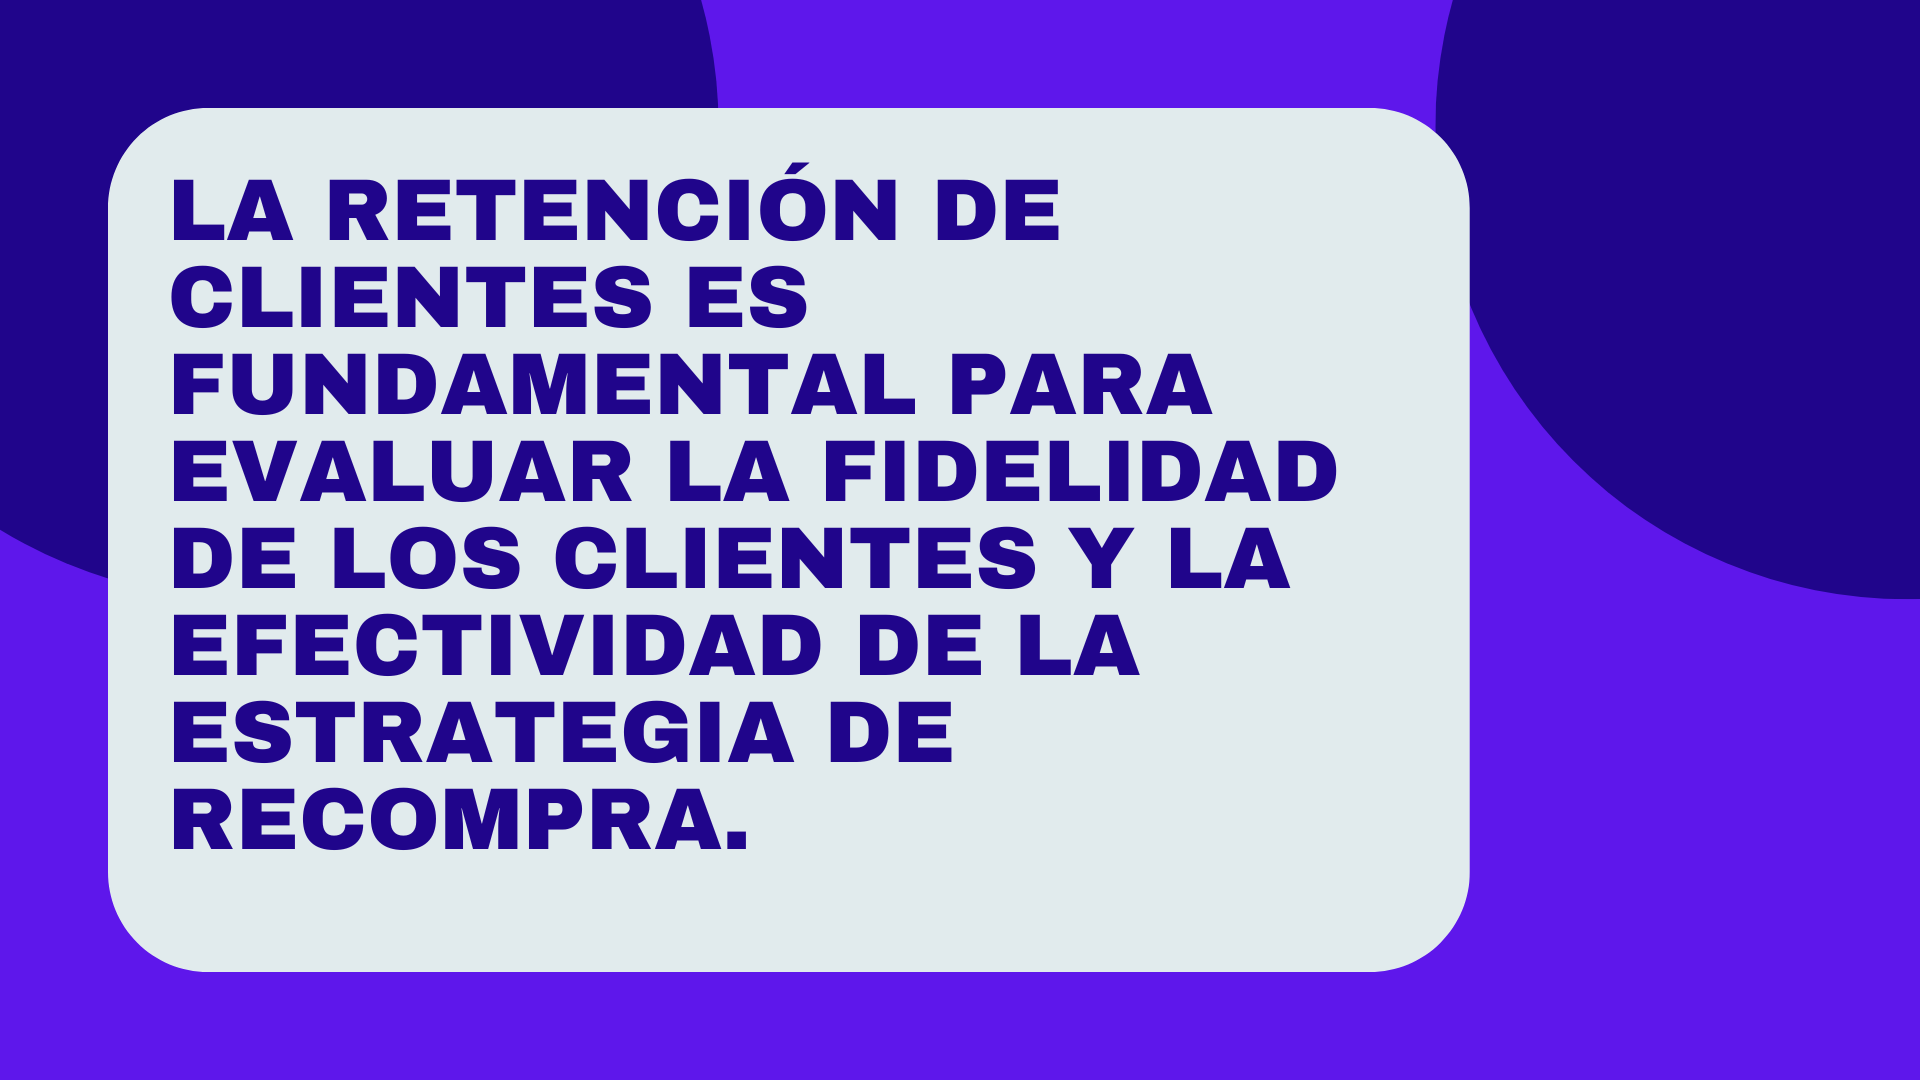 LA RETENCIÓN DE
CLIENTES ES
FUNDAMENTAL PARA
EVALUAR LA FIDELIDAD
DE LOS CLIENTES Y LA
EFECTIVIDAD DE LA
ESTRATEGIA DE
RECOMPRA.